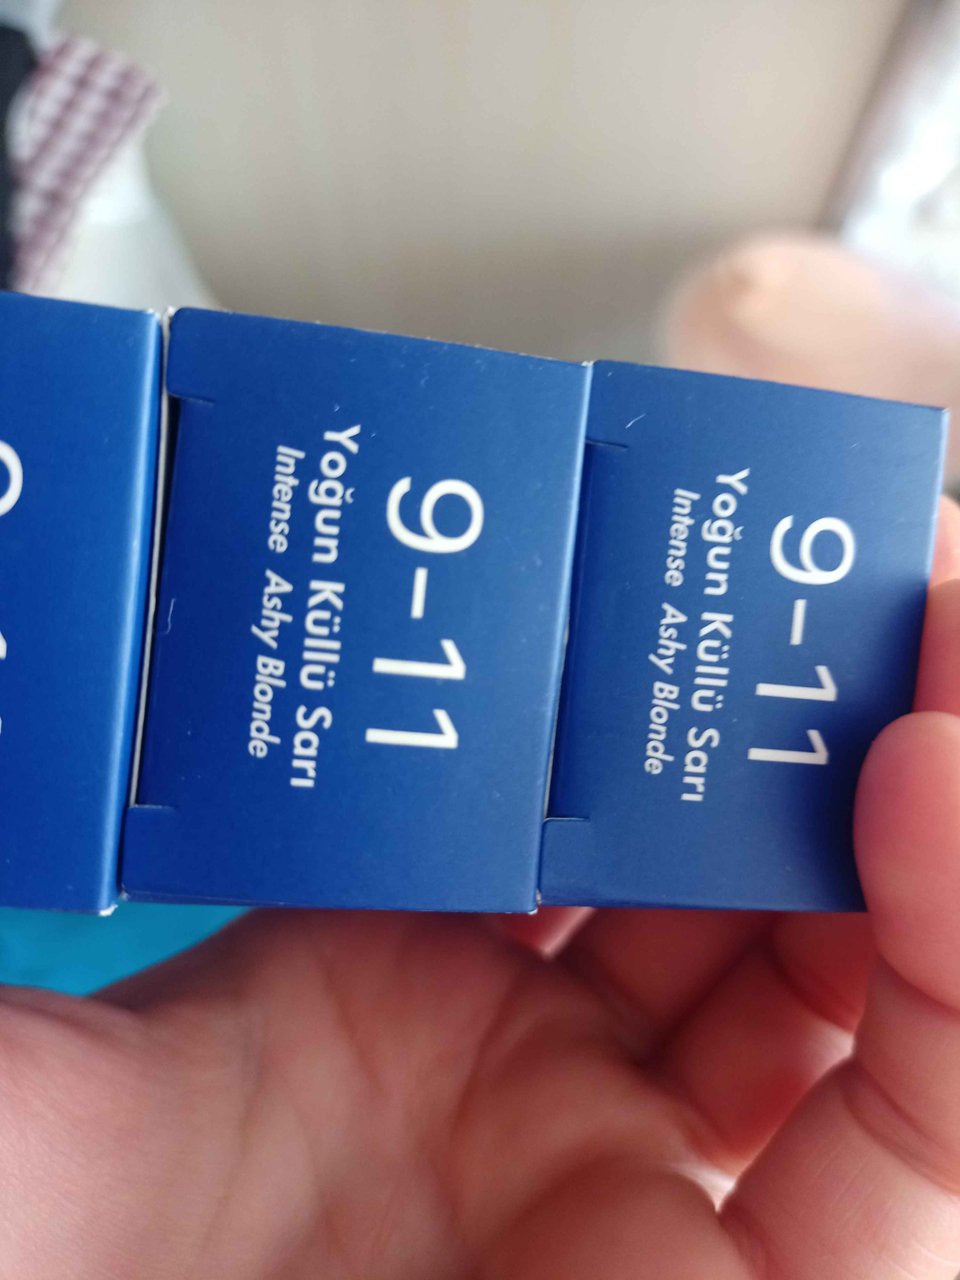 9-11
Yoğun Küllü Sarı
Intense Ashy Blonde
9-11
Yoğun Küllü Sarı
Intense Ashy Blonde